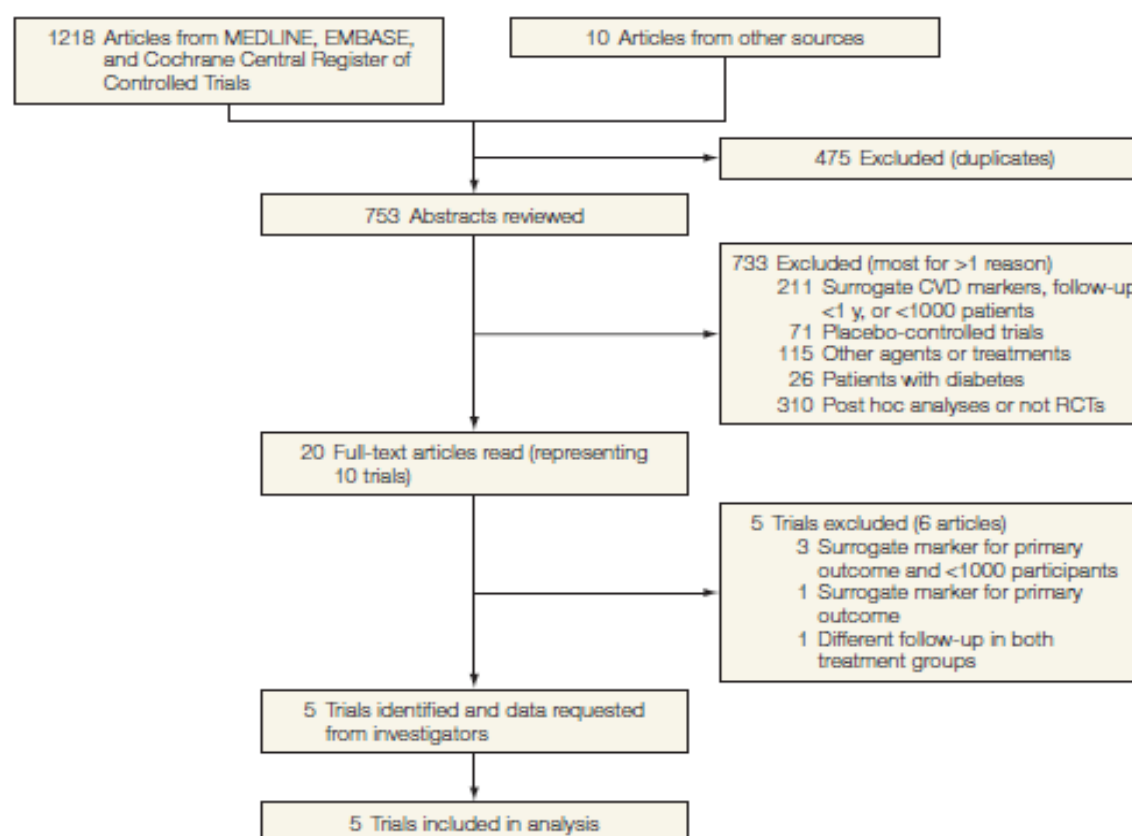 1218 Articles from MEDLINE, EMBASE,
and Cochrane Central Register of
Controlled Trials
10 Articles from other sources
475 Excluded (duplicates)
753 Abstracts reviewed
733 Excluded (most for >1 reason)
211 Surrogate CVD markers, follow-up
<1 y, or <1000 patients
71 Placebo-controlled trials
115 Other agents or treatments
26 Patients with diabetes
310 Post hoc analyses or not RCTs
20 Full-text articles read (representing
10 trials)
5 Trials excluded (6 articles)
3 Surrogate marker for primary
outcome and <1000 participants
1 Surrogate marker for primary
outcome
1 Different follow-up in both
treatment groups
5 Trials identified and data requested
from investigators
5 Trials included in analysis